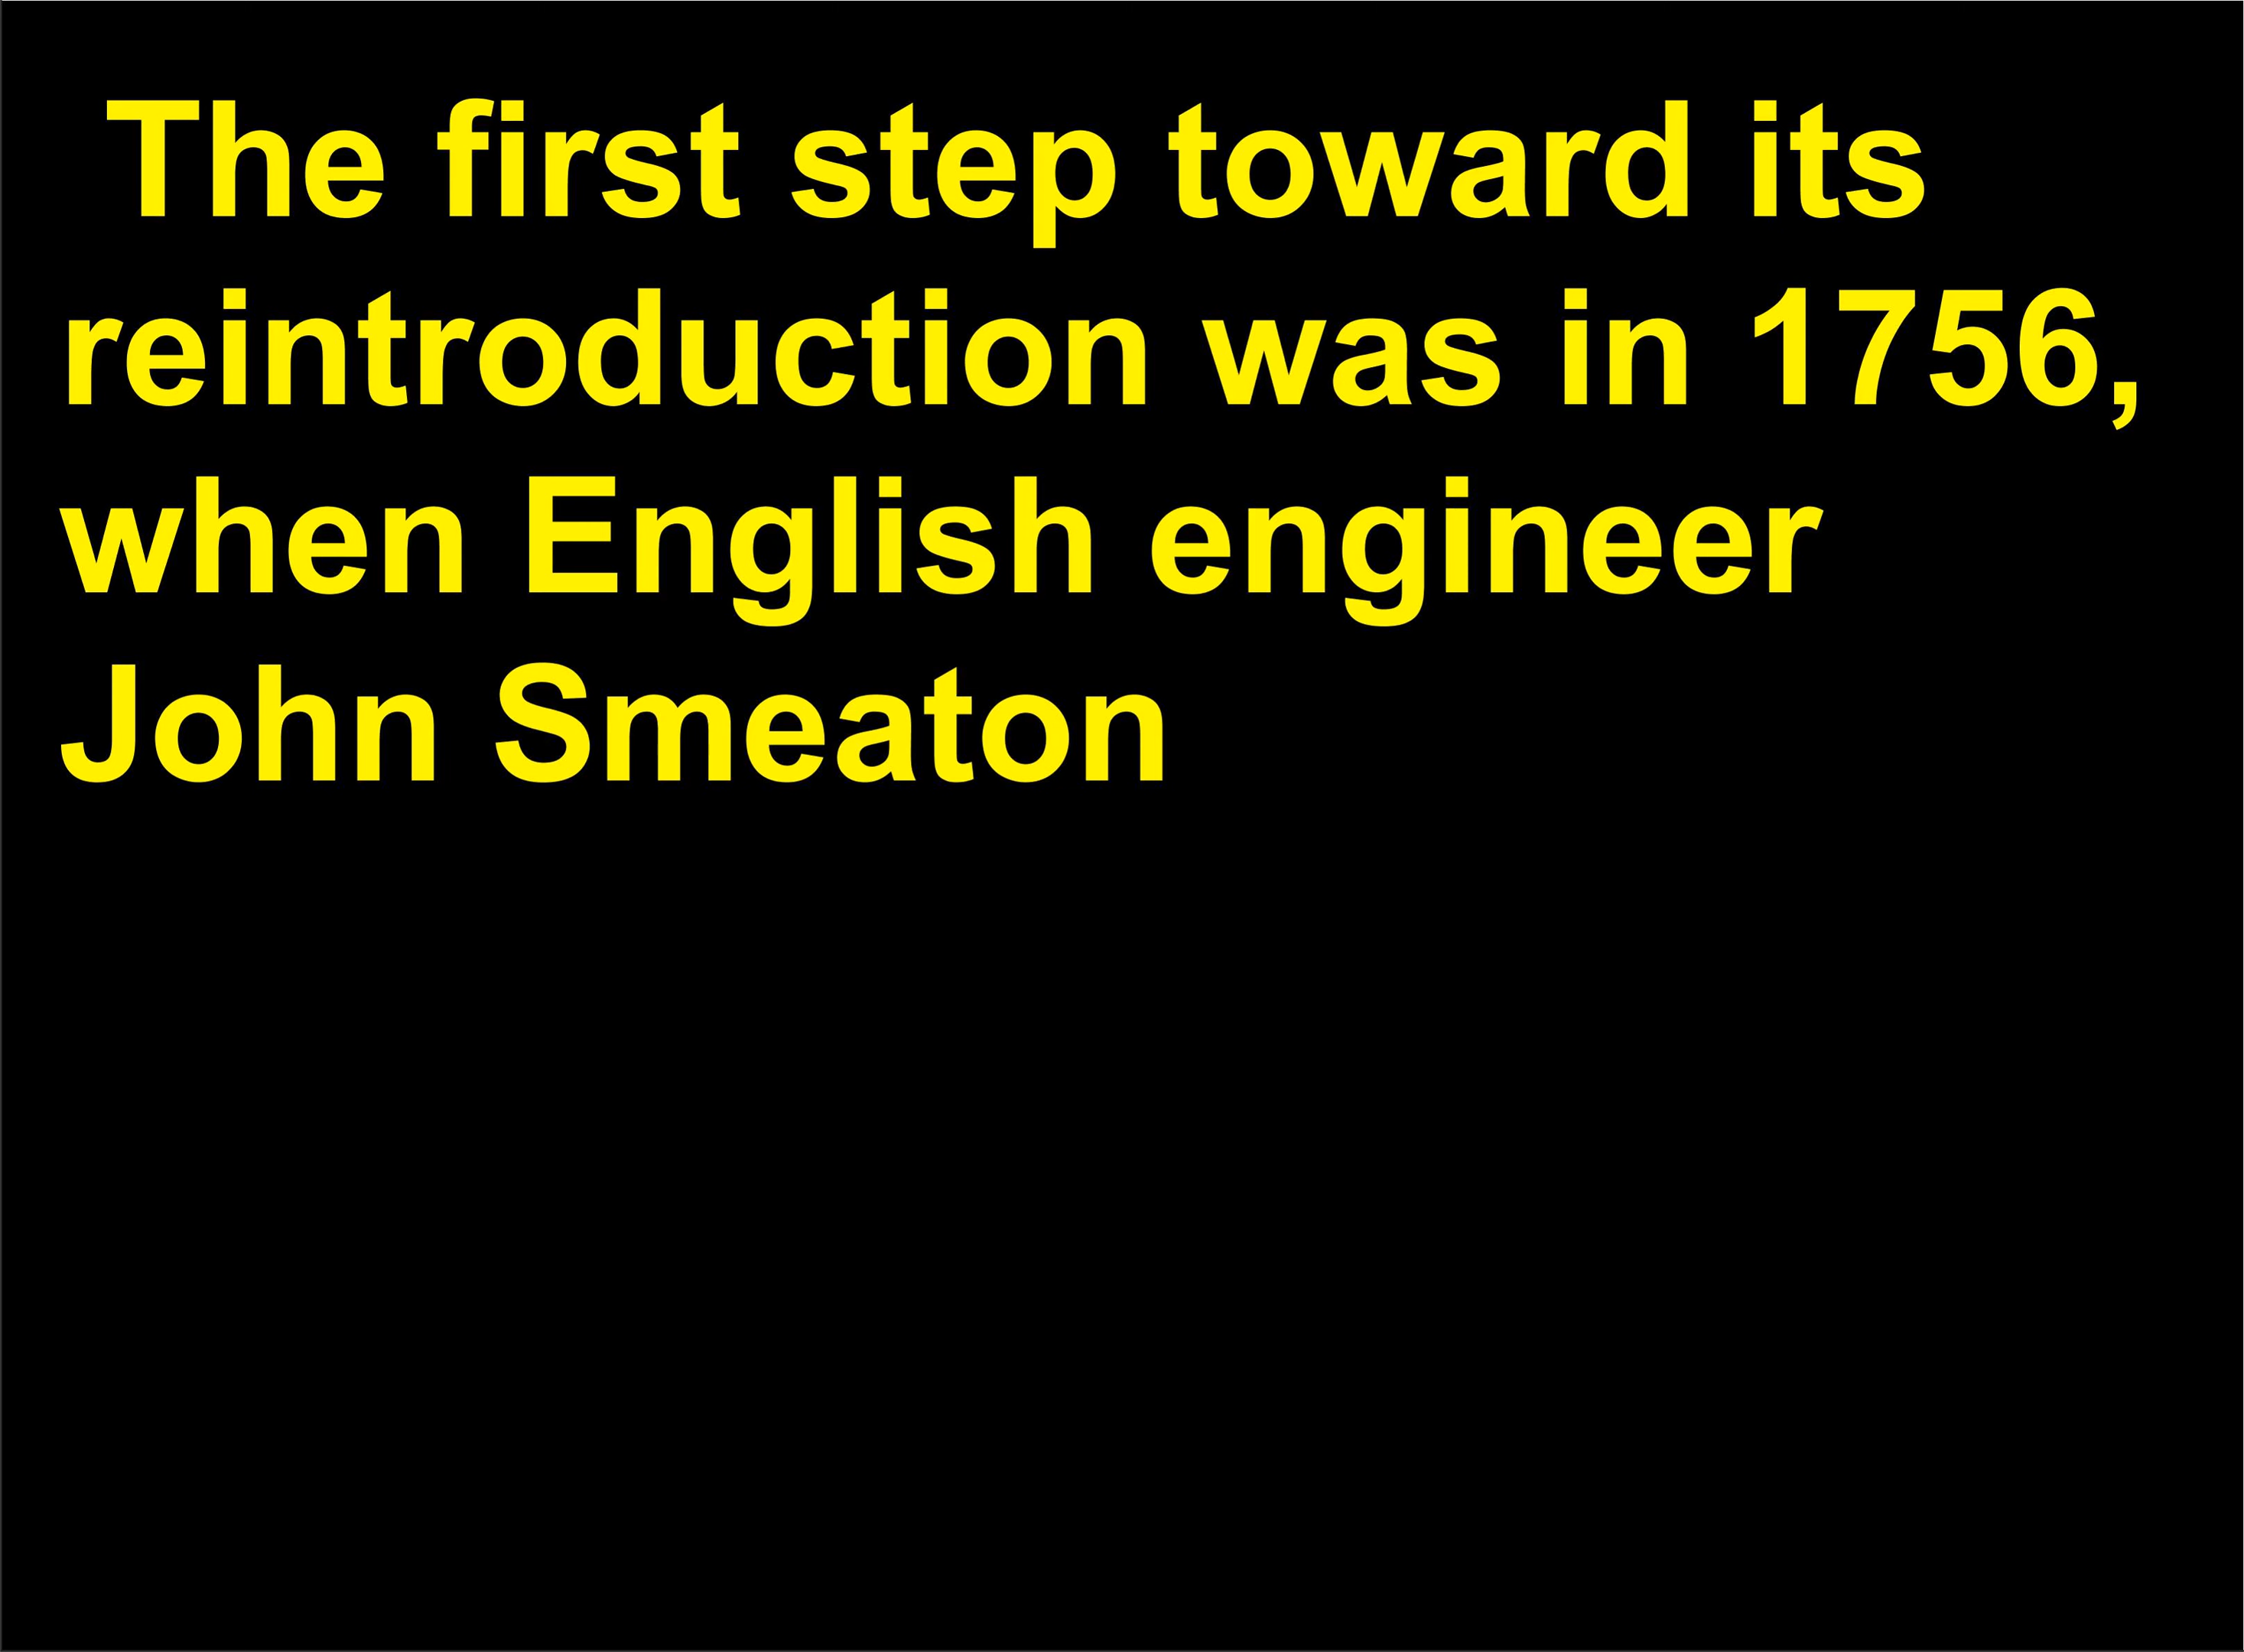 The first step toward its
reintroduction was in 1756,
when English engineer
John Smeaton